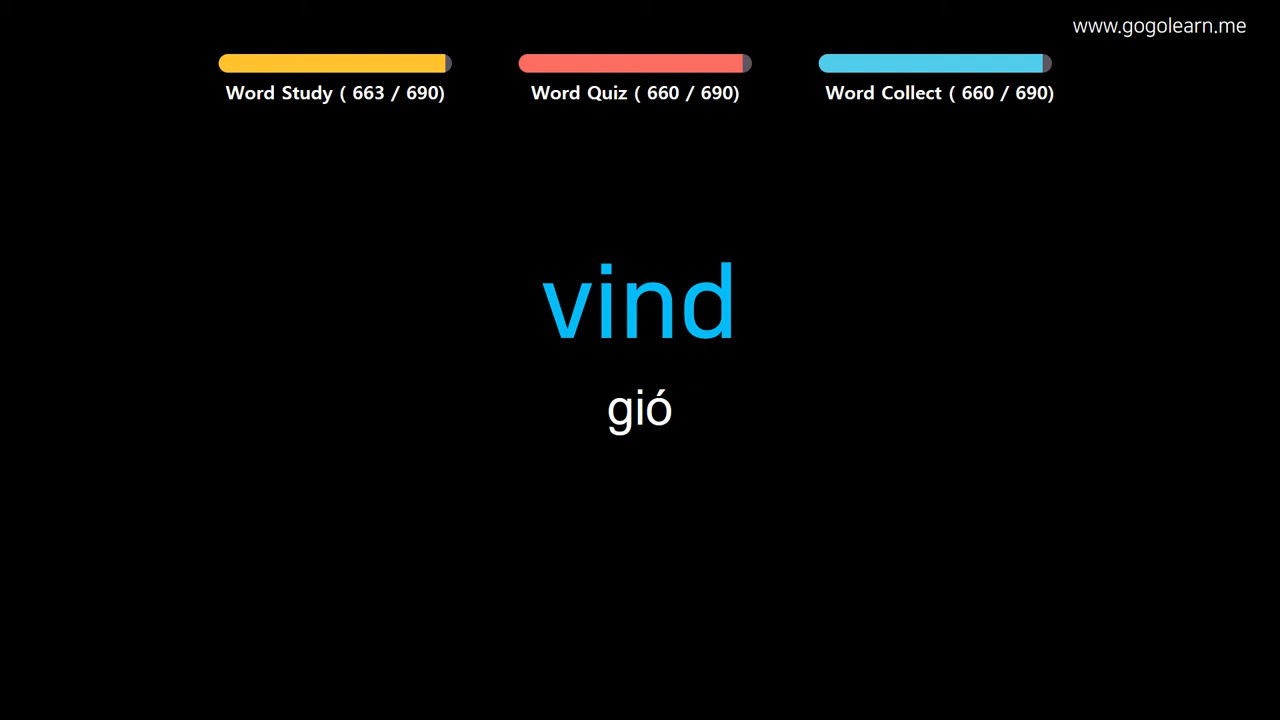 www.gogolearn.me
Word Study ( 663 / 690)
Word Quiz ( 660 / 690)
Word Collect ( 660 / 690)
vind
gió